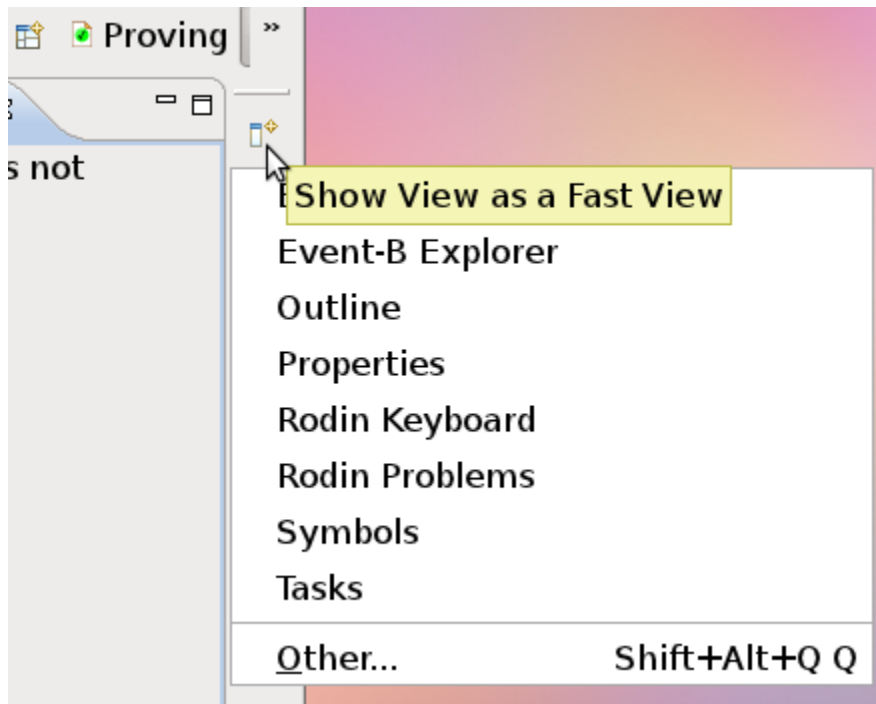 Proving
»
s not
Show View as a Fast View
Event-B Explorer
Outline
Properties
Rodin Keyboard
Rodin Problems
Symbols
Tasks
Other... Shift+Alt+Q Q